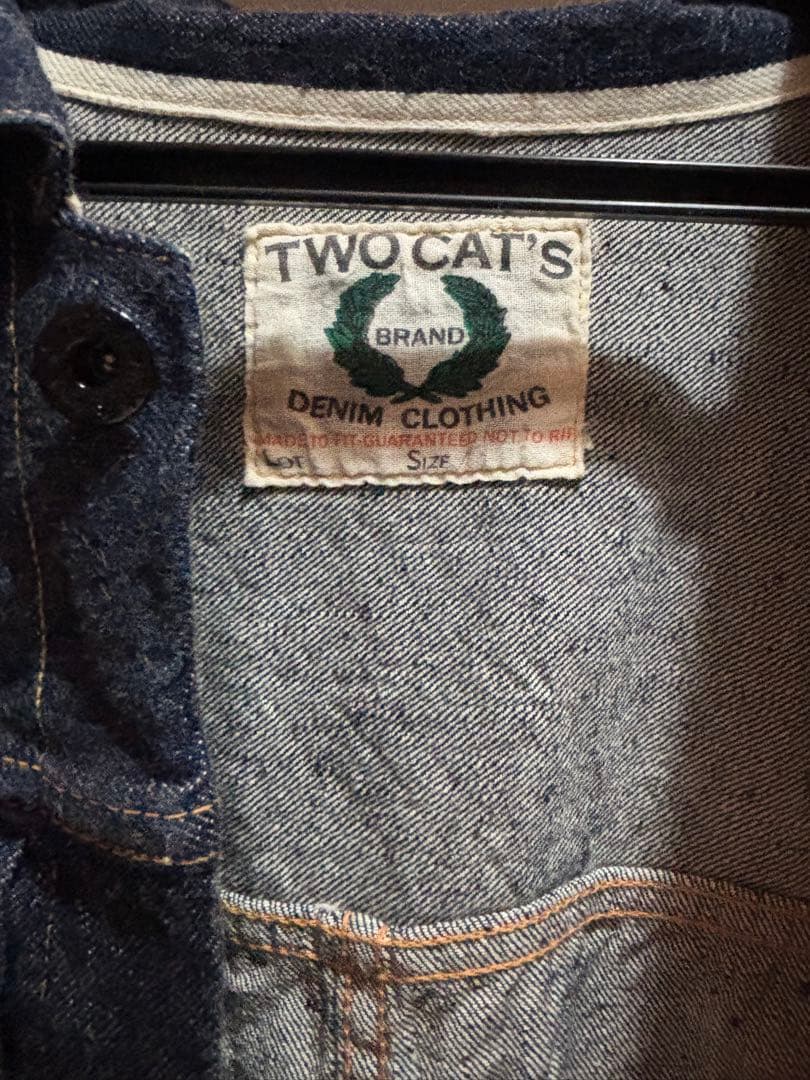 TWO CAT'S
BRAND
DENIM CLOTHING
MADE TO FIT-GUARANTEED NOT TO RIP
LOT SIZE